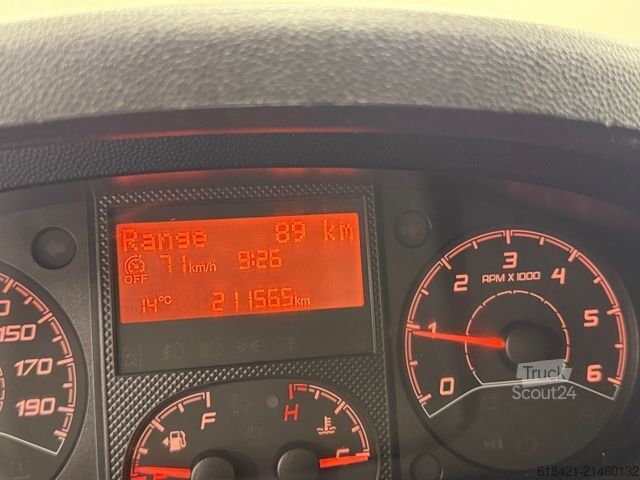 Range 89 km
OFF 71 km/h 9:26
14°C 211565 km
150
170
190
0 1 2 3 4 5 6
RPM X 1000
F
H
C
Truck
Scout24
618421-21460132